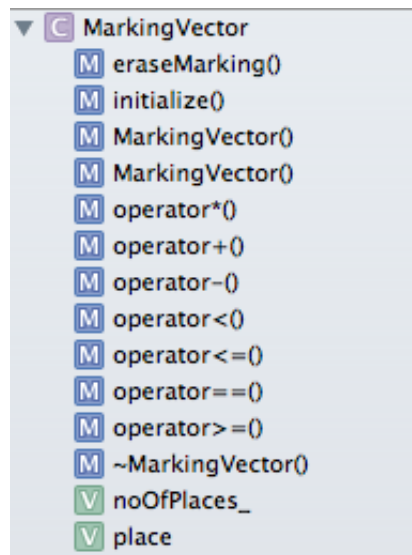 C MarkingVector
M eraseMarking()
M initialize()
M MarkingVector()
M MarkingVector()
M operator*()
M operator+()
M operator-()
M operator<()
M operator<=()
M operator==()
M operator>=()
M ~MarkingVector()
V noOfPlaces_
V place